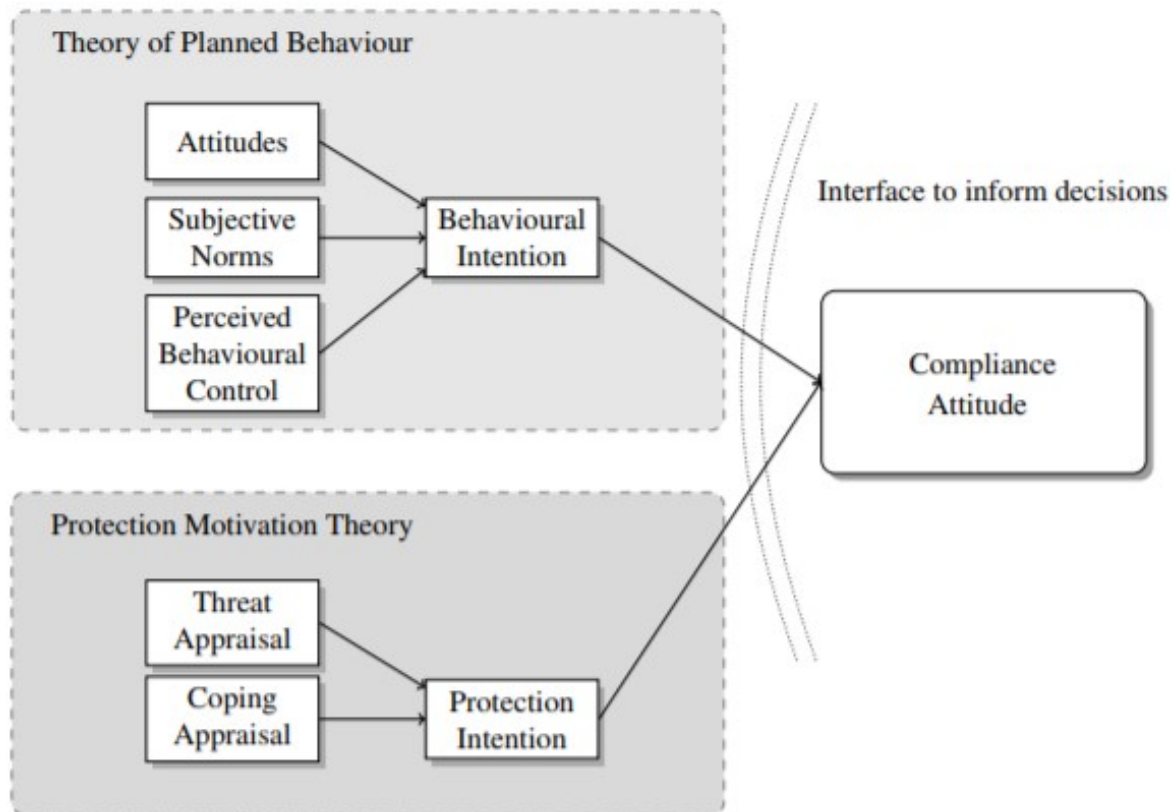 Theory of Planned Behaviour
Attitudes
Subjective
Norms
Perceived
Behavioural
Control
Behavioural
Intention
Interface to inform decisions
Compliance
Attitude
Protection Motivation Theory
Threat
Appraisal
Coping
Appraisal
Protection
Intention